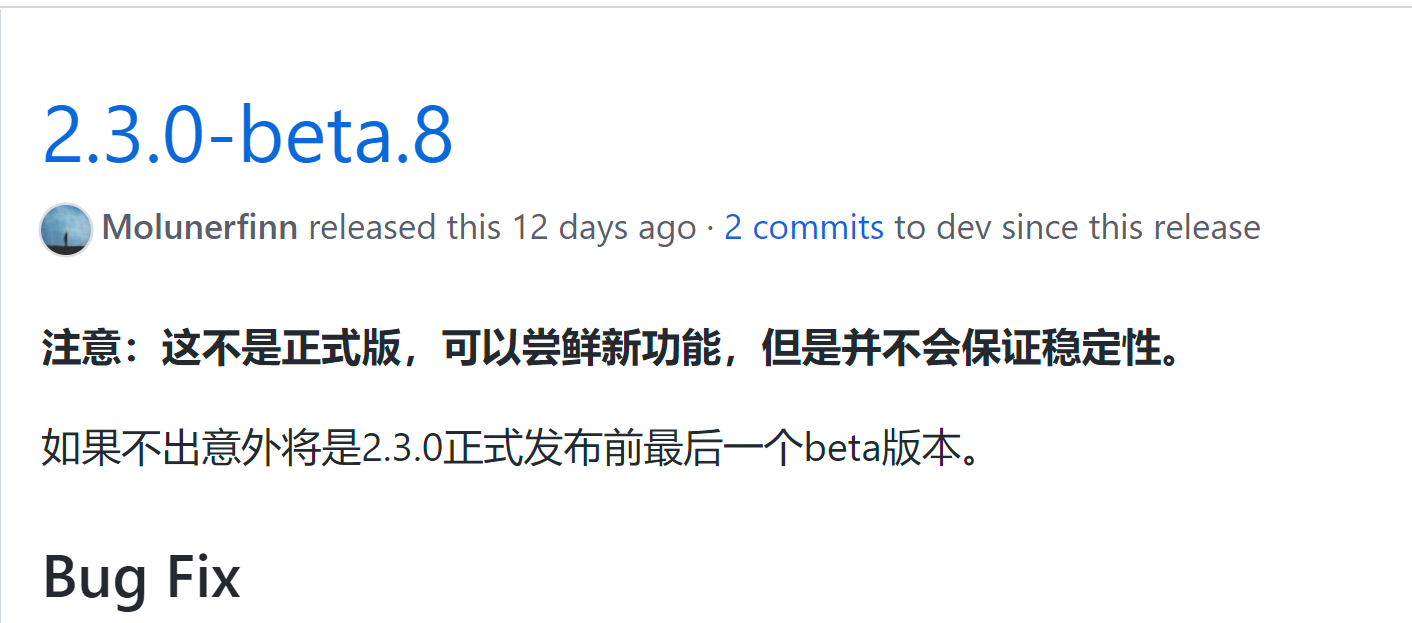 2.3.0-beta.8
Molunerfinn released this 12 days ago · 2 commits to dev since this release
注意：这不是正式版，可以尝鲜新功能，但是并不会保证稳定性。
如果不出意外将是2.3.0正式发布前最后一个beta版本。
Bug Fix